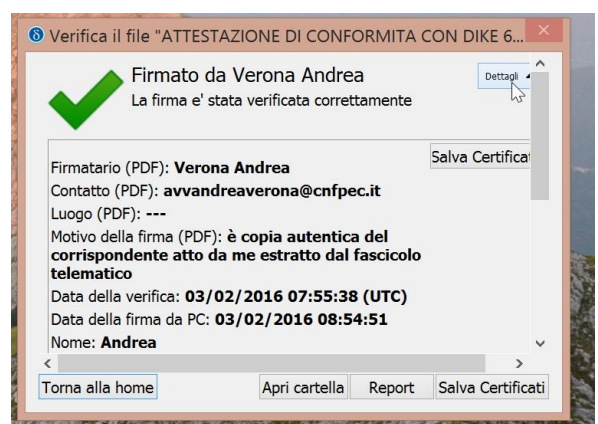 Verifica il file "ATTESTAZIONE DI CONFORMITA CON DIKE 6...
Firmato da Verona Andrea
Dettagli
La firma e' stata verificata correttamente
Salva Certificat
Firmatario (PDF): Verona Andrea
Contatto (PDF): avvandreaverona@cnfpec.it
Luogo (PDF): ---
Motivo della firma (PDF): è copia autentica del
corrispondente atto da me estratto dal fascicolo
telematico
Data della verifica: 03/02/2016 07:55:38 (UTC)
Data della firma da PC: 03/02/2016 08:54:51
Nome: Andrea
Torna alla home
Apri cartella
Report
Salva Certificati